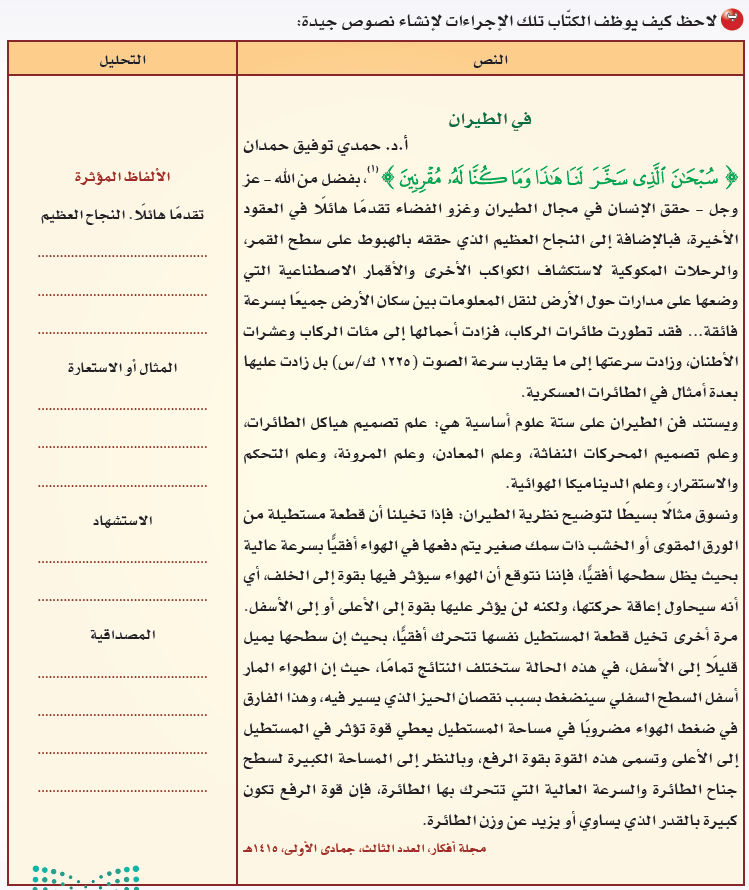 ب لاحظ كيف يوظف الكتّاب تلك الإجراءات لإنشاء نصوص جيدة:
النص
التحليل
في الطيران
أ.د. حمدي توفيق حمدان
﴿ سُبْحَٰنَ ٱلَّذِى سَخَّرَ لَنَا هَٰذَا وَمَا كُنَّا لَهُۥ مُقْرِنِينَ ﴾(١)، بفضل من الله – عز
وجل – حقق الإنسان في مجال الطيران وغزو الفضاء تقدمًا هائلًا في العقود
الأخيرة، فبالإضافة إلى النجاح العظيم الذي حققه بالهبوط على سطح القمر،
والرحلات المكوكية لاستكشاف الكواكب الأخرى والأقمار الاصطناعية التي
وضعها على مدارات حول الأرض لنقل المعلومات بين سكان الأرض جميعًا بسرعة
فائقة... فقد تطورت طائرات الركاب، فزادت أحمالها إلى مئات الركاب وعشرات
الأطنان، وزادت سرعتها إلى ما يقارب سرعة الصوت (١٢٢٥ ك/س) بل زادت عليها
بعدة أمثال في الطائرات العسكرية.
ويستند فن الطيران على ستة علوم أساسية هي: علم تصميم هياكل الطائرات،
وعلم تصميم المحركات النفاثة، وعلم المعادن، وعلم المرونة، وعلم التحكم
والاستقرار، وعلم الديناميكا الهوائية.
ونسوق مثالًا بسيطًا لتوضيح نظرية الطيران: فإذا تخيلنا أن قطعة مستطيلة من
الورق المقوى أو الخشب ذات سمك صغير يتم دفعها في الهواء أفقيًّا بسرعة عالية
بحيث يظل سطحها أفقيًّا، فإننا نتوقع أن الهواء سيؤثر فيها بقوة إلى الخلف، أي
أنه سيحاول إعاقة حركتها، ولكنه لن يؤثر عليها بقوة إلى الأعلى أو إلى الأسفل.
مرة أخرى تخيل قطعة المستطيل نفسها تتحرك أفقيًّا، بحيث إن سطحها يميل
قليلًا إلى الأسفل، في هذه الحالة ستختلف النتائج تمامًا، حيث إن الهواء المار
أسفل السطح السفلي سينضغط بسبب نقصان الحيز الذي يسير فيه، وهذا الفارق
في ضغط الهواء مضروبًا في مساحة المستطيل يعطي قوة تؤثر في المستطيل
إلى الأعلى وتسمى هذه القوة بقوة الرفع، وبالنظر إلى المساحة الكبيرة لسطح
جناح الطائرة والسرعة العالية التي تتحرك بها الطائرة، فإن قوة الرفع تكون
كبيرة بالقدر الذي يساوي أو يزيد عن وزن الطائرة.
مجلة أفكار، العدد الثالث، جمادى الأولى، ١٤١٥هـ
الألفاظ المؤثرة
تقدمًا هائلًا. النجاح العظيم
المثال أو الاستعارة
الاستشهاد
المصداقية